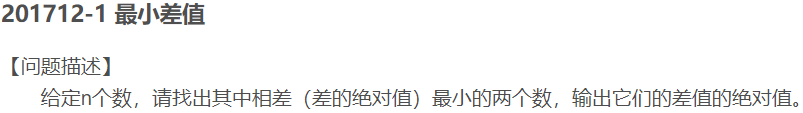 201712-1 最小差值
【问题描述】
给定n个数，请找出其中相差（差的绝对值）最小的两个数，输出它们的差值的绝对值。